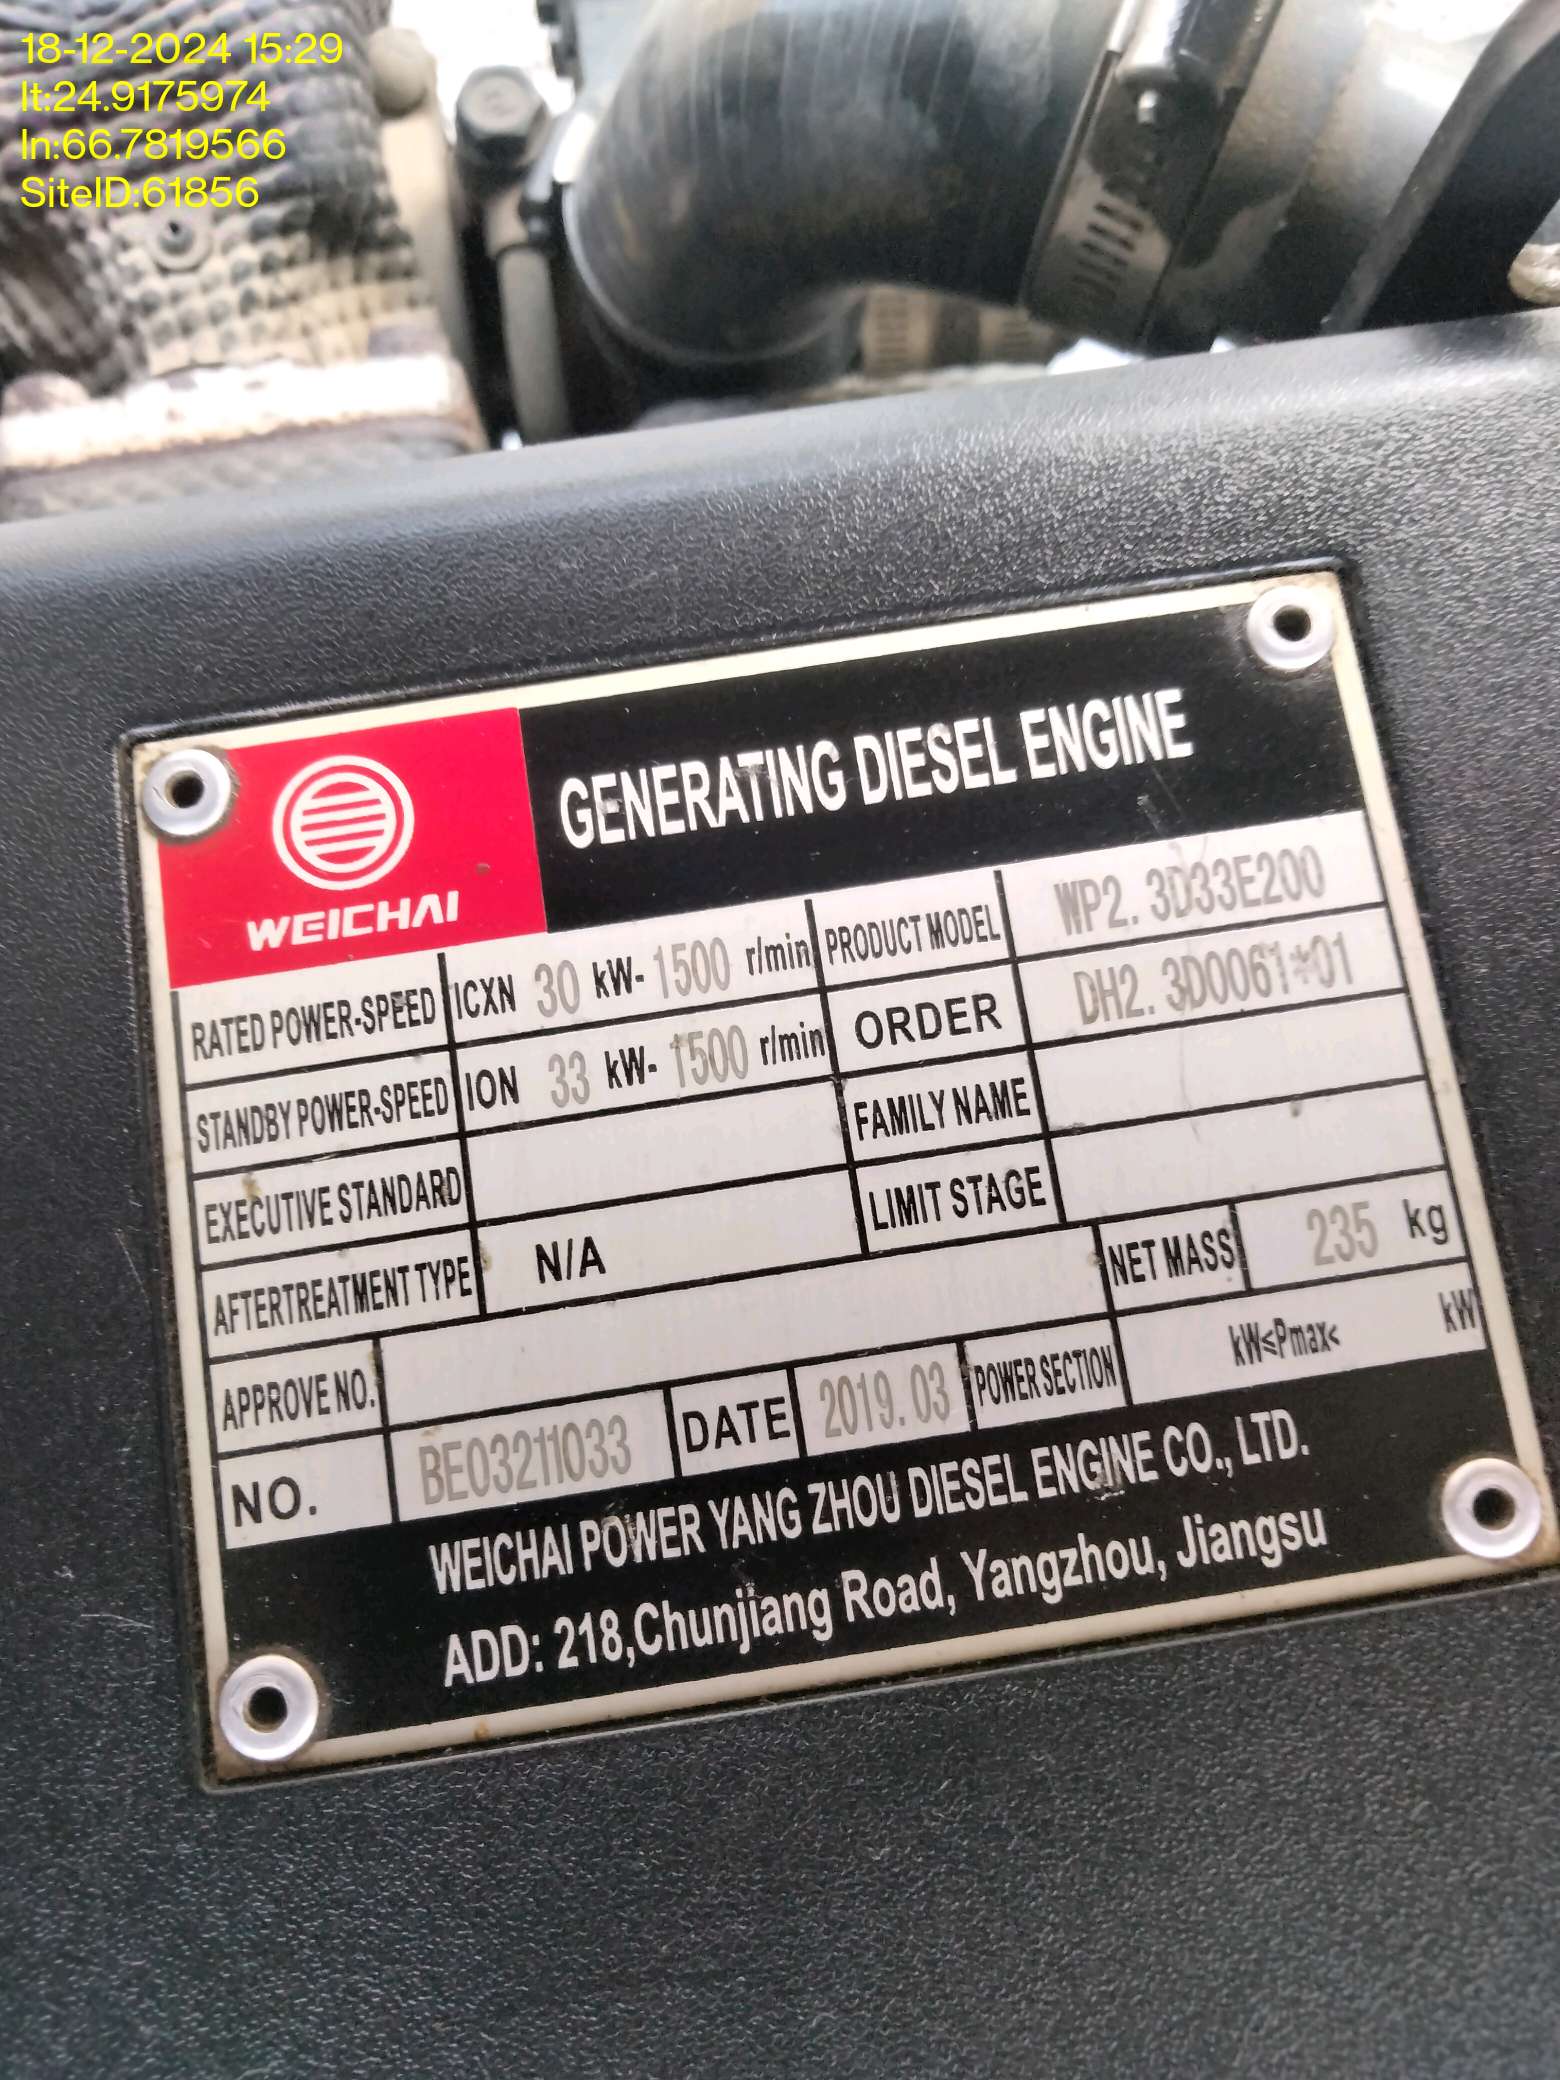 18-12-2024 15:29
lt:24.9175974
ln:66.7819566
SiteID:61856
WEICHAI
GENERATING DIESEL ENGINE
RATED POWER-SPEED ICXN 30 kW- 1500 r/min PRODUCT MODEL WP2.3D33E200
STANDBY POWER-SPEED ION 33 kW- 1500 r/min ORDER DH2.3D0061*01
EXECUTIVE STANDARD FAMILY NAME
AFTERTREATMENT TYPE N/A LIMIT STAGE
APPROVE NO. NET MASS 235 kg
NO. BE03211033 DATE 2019.03 POWER SECTION kW≤Pmax< kW
WEICHAI POWER YANG ZHOU DIESEL ENGINE CO., LTD.
ADD: 218,Chunjiang Road, Yangzhou, Jiangsu